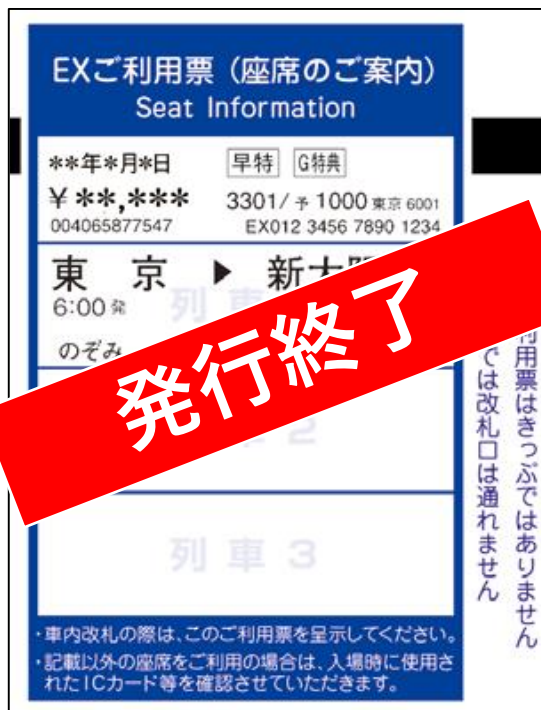 EXご利用票（座席のご案内）
Seat Information
**年*月*日 早特 G特典
¥**,*** 3301/ 予 1000 東京 6001
004065877547 EX012 3456 7890 1234
東 京 ▶ 新大
6:00 発
のぞみ
列車
発行終了
2
列車3
・車内改札の際は、このご利用票を呈示してください。
・記載以外の座席をご利用の場合は、入場時に使用さ
れたICカード等を確認させていただきます。
利用票はきっぷではありません
では改札口は通れません